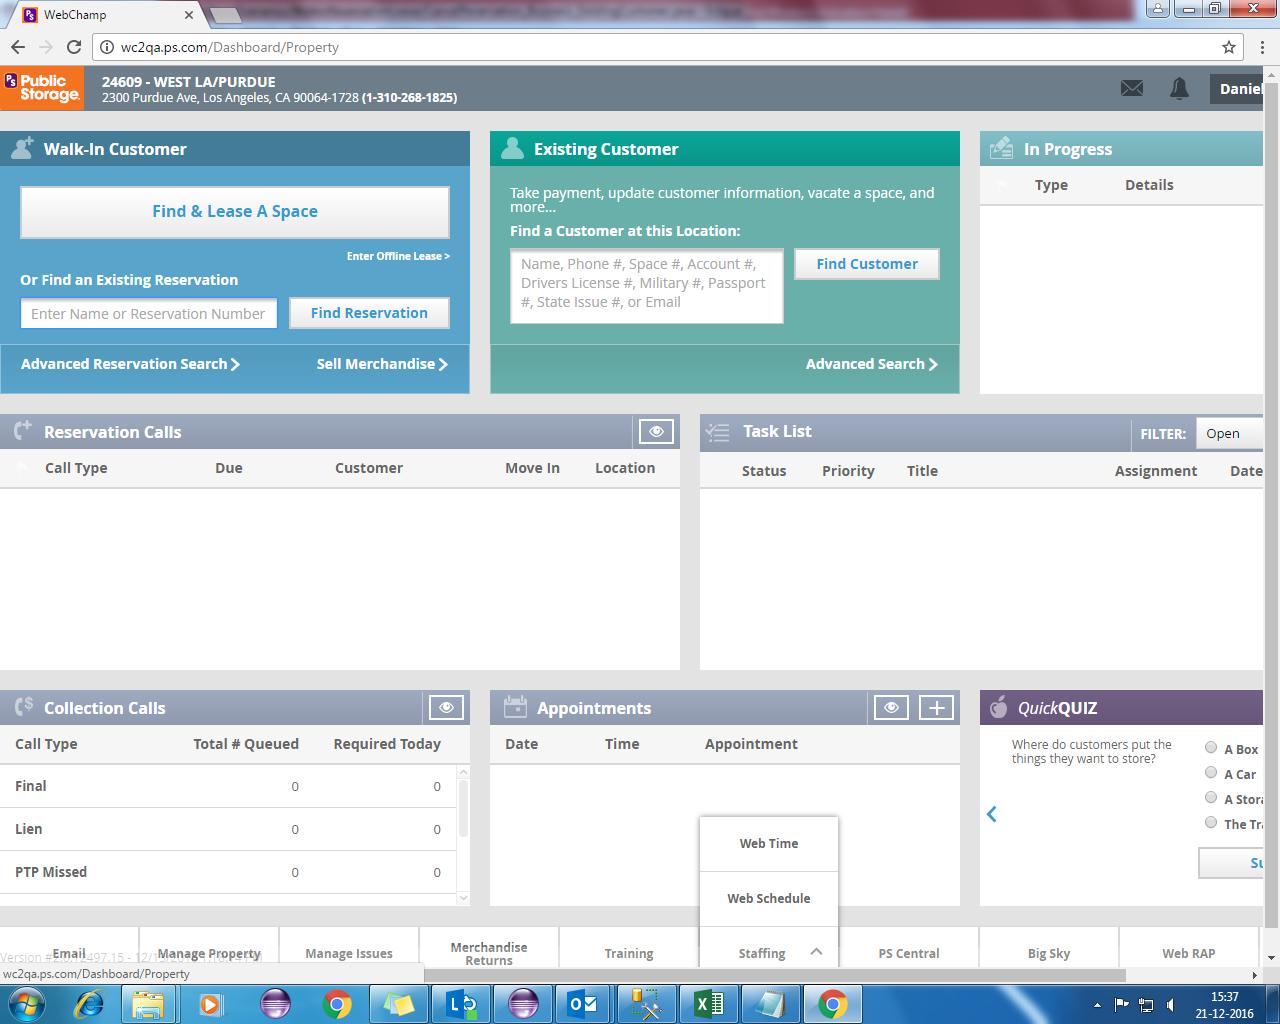 WebChamp
wc2qa.ps.com/Dashboard/Property
PS Public Storage.
24609 - WEST LA/PURDUE
2300 Purdue Ave, Los Angeles, CA 90064-1728 (1-310-268-1825)
Daniel
Walk-In Customer
Find & Lease A Space
Enter Offline Lease >
Or Find an Existing Reservation
Enter Name or Reservation Number
Find Reservation
Advanced Reservation Search
Sell Merchandise
Existing Customer
Take payment, update customer information, vacate a space, and
more...
Find a Customer at this Location:
Name, Phone #, Space #, Account #,
Drivers License #, Military #, Passport
#, State Issue #, or Email
Find Customer
Advanced Search
In Progress
Type Details
Reservation Calls
Call Type Due Customer Move In Location
Task List
FILTER: Open
Status Priority Title Assignment Date
Collection Calls
Call Type Total # Queued Required Today
Final 0 0
Lien 0 0
PTP Missed 0 0
Appointments
Date Time Appointment
QuickQUIZ
Where do customers put the
things they want to store?
A Box
A Car
A Stora
The Tra
Su
Web Time
Web Schedule
Email
Manage Property
Manage Issues
Merchandise
Returns
Training
Staffing
PS Central
Big Sky
Web RAP
wc2qa.ps.com/Dashboard/Property
15:37
21-12-2016